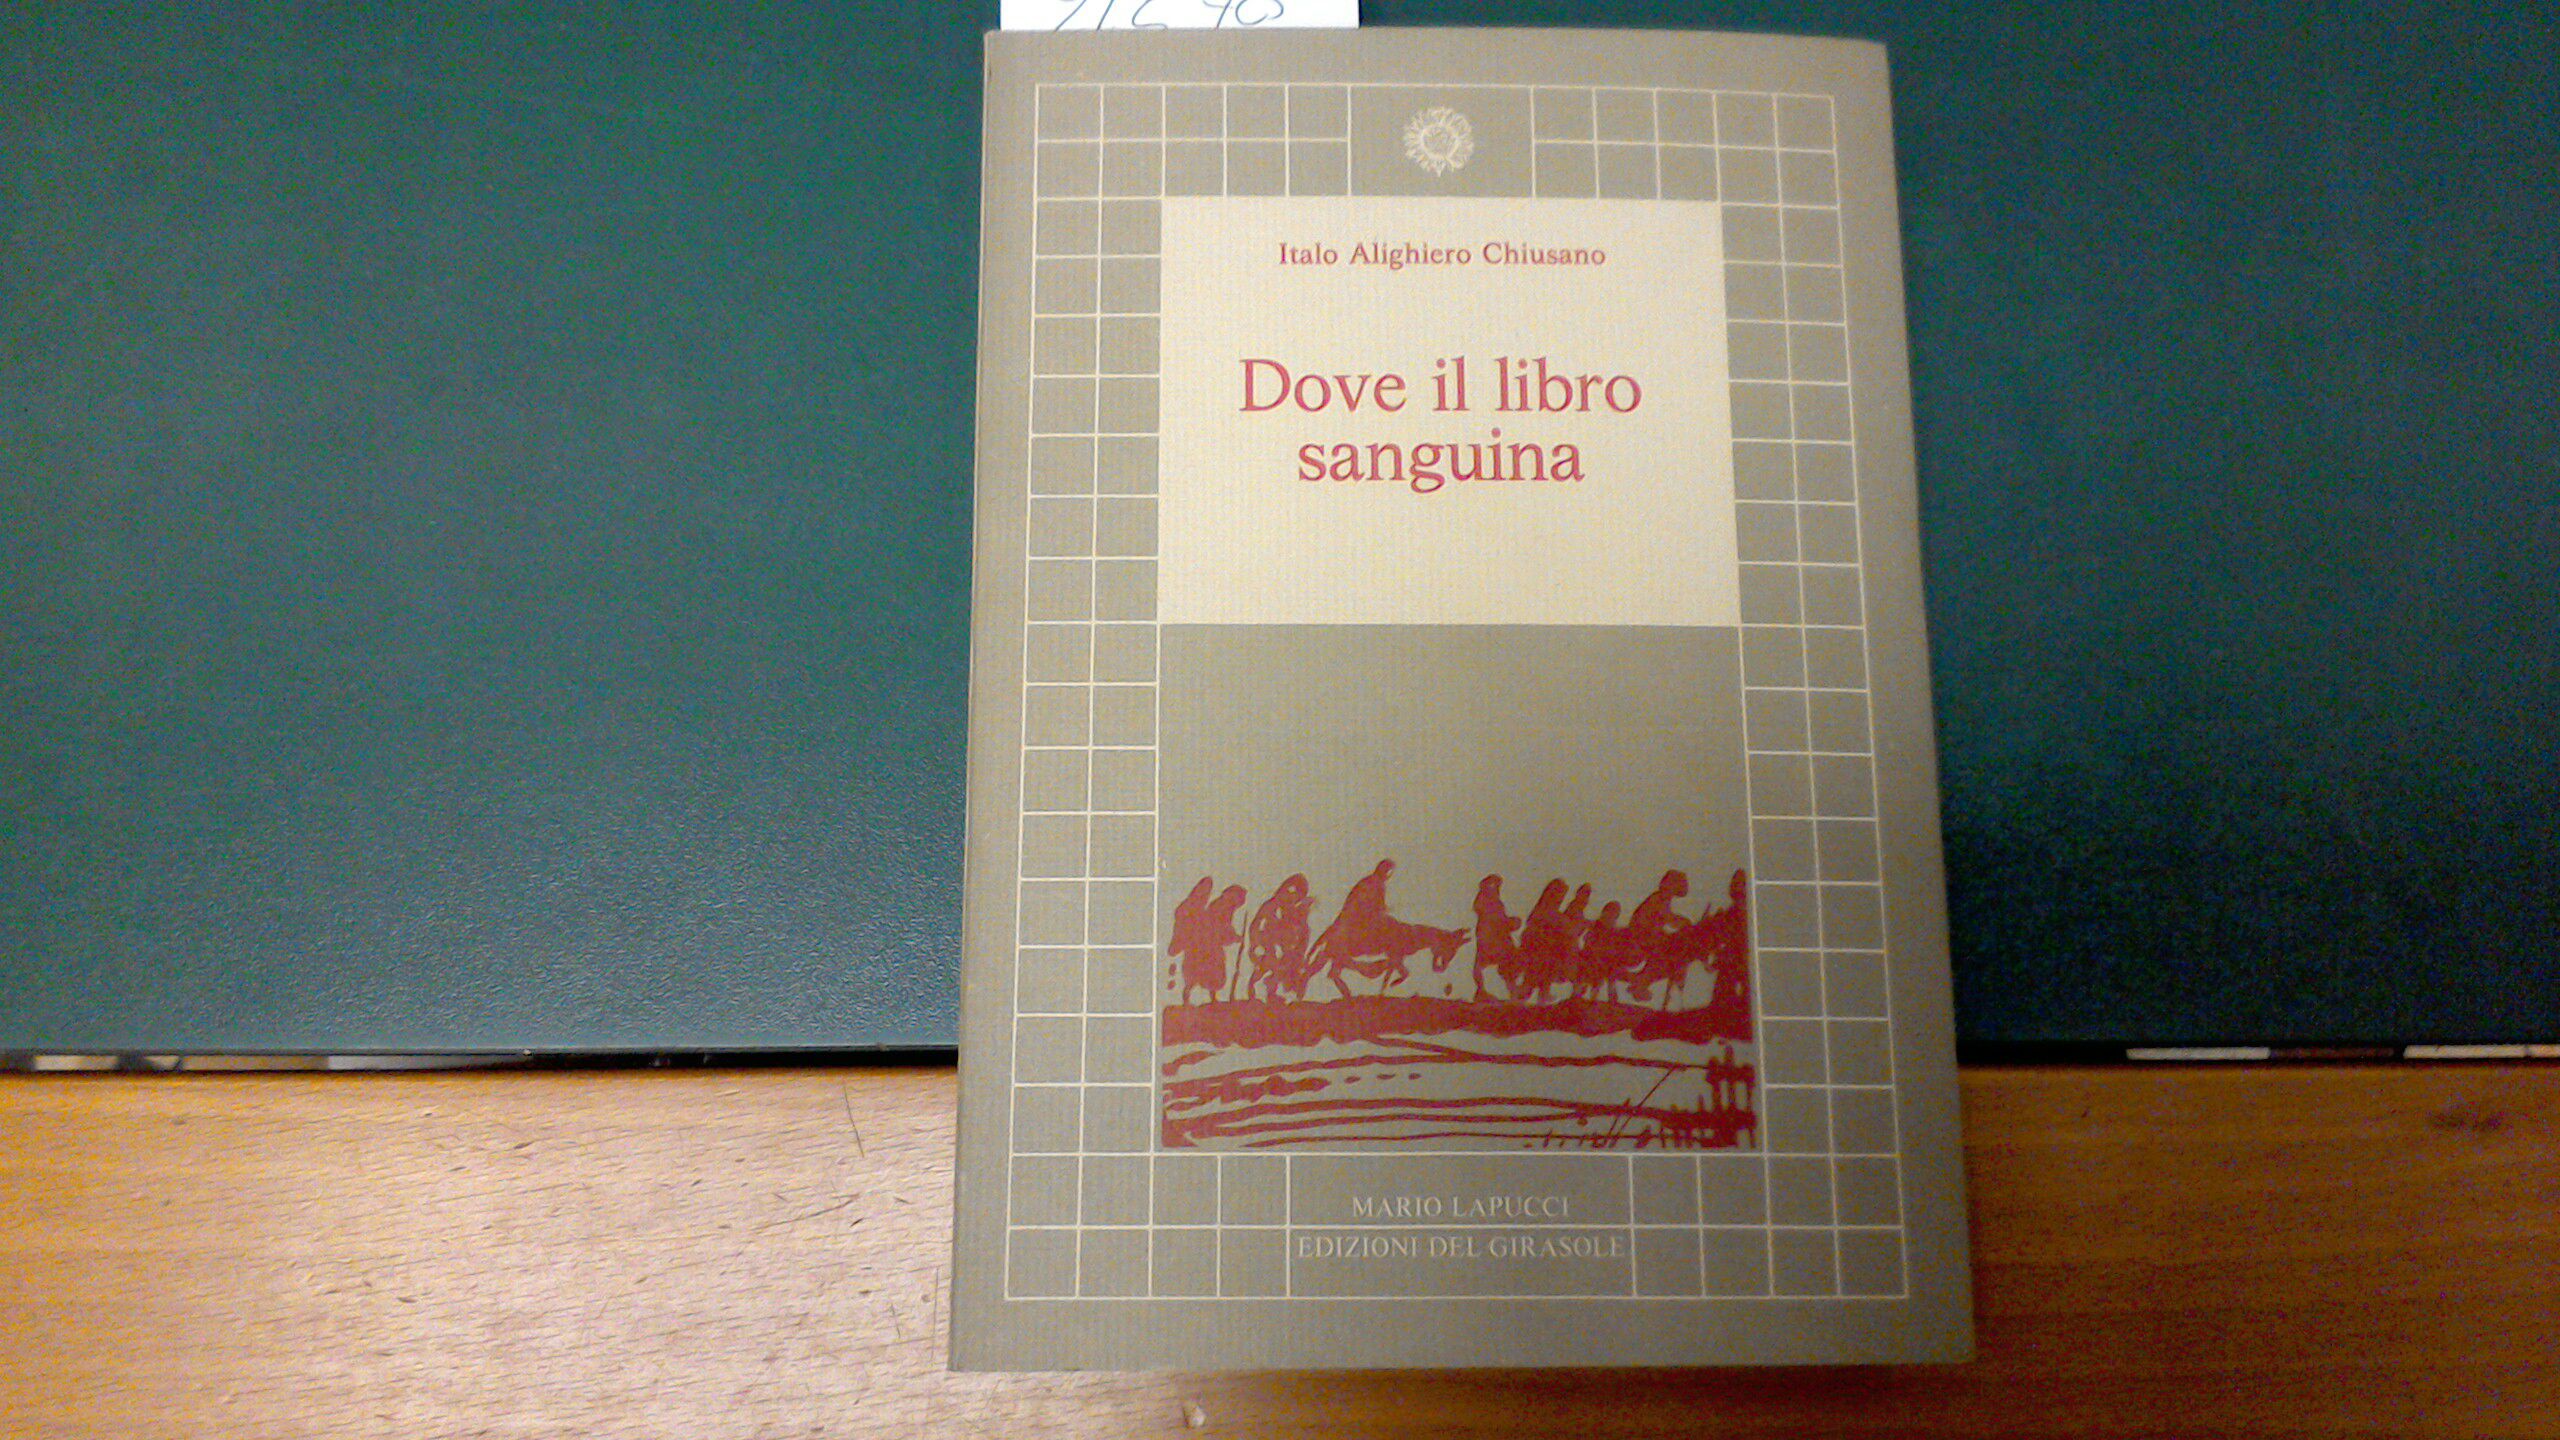 Italo Alighiero Chiusano
Dove il libro
sanguina
MARIO LAPUCCI
EDIZIONI DEL GIRASOLE